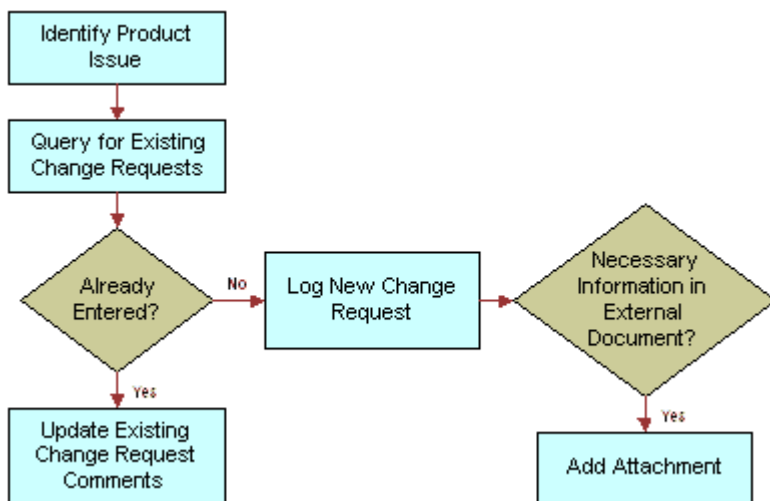 Identify Product
Issue
Query for Existing
Change Requests
Already
Entered?
No
Log New Change
Request
Necessary
Information in
External
Document?
Yes
Update Existing
Change Request
Comments
Yes
Add Attachment